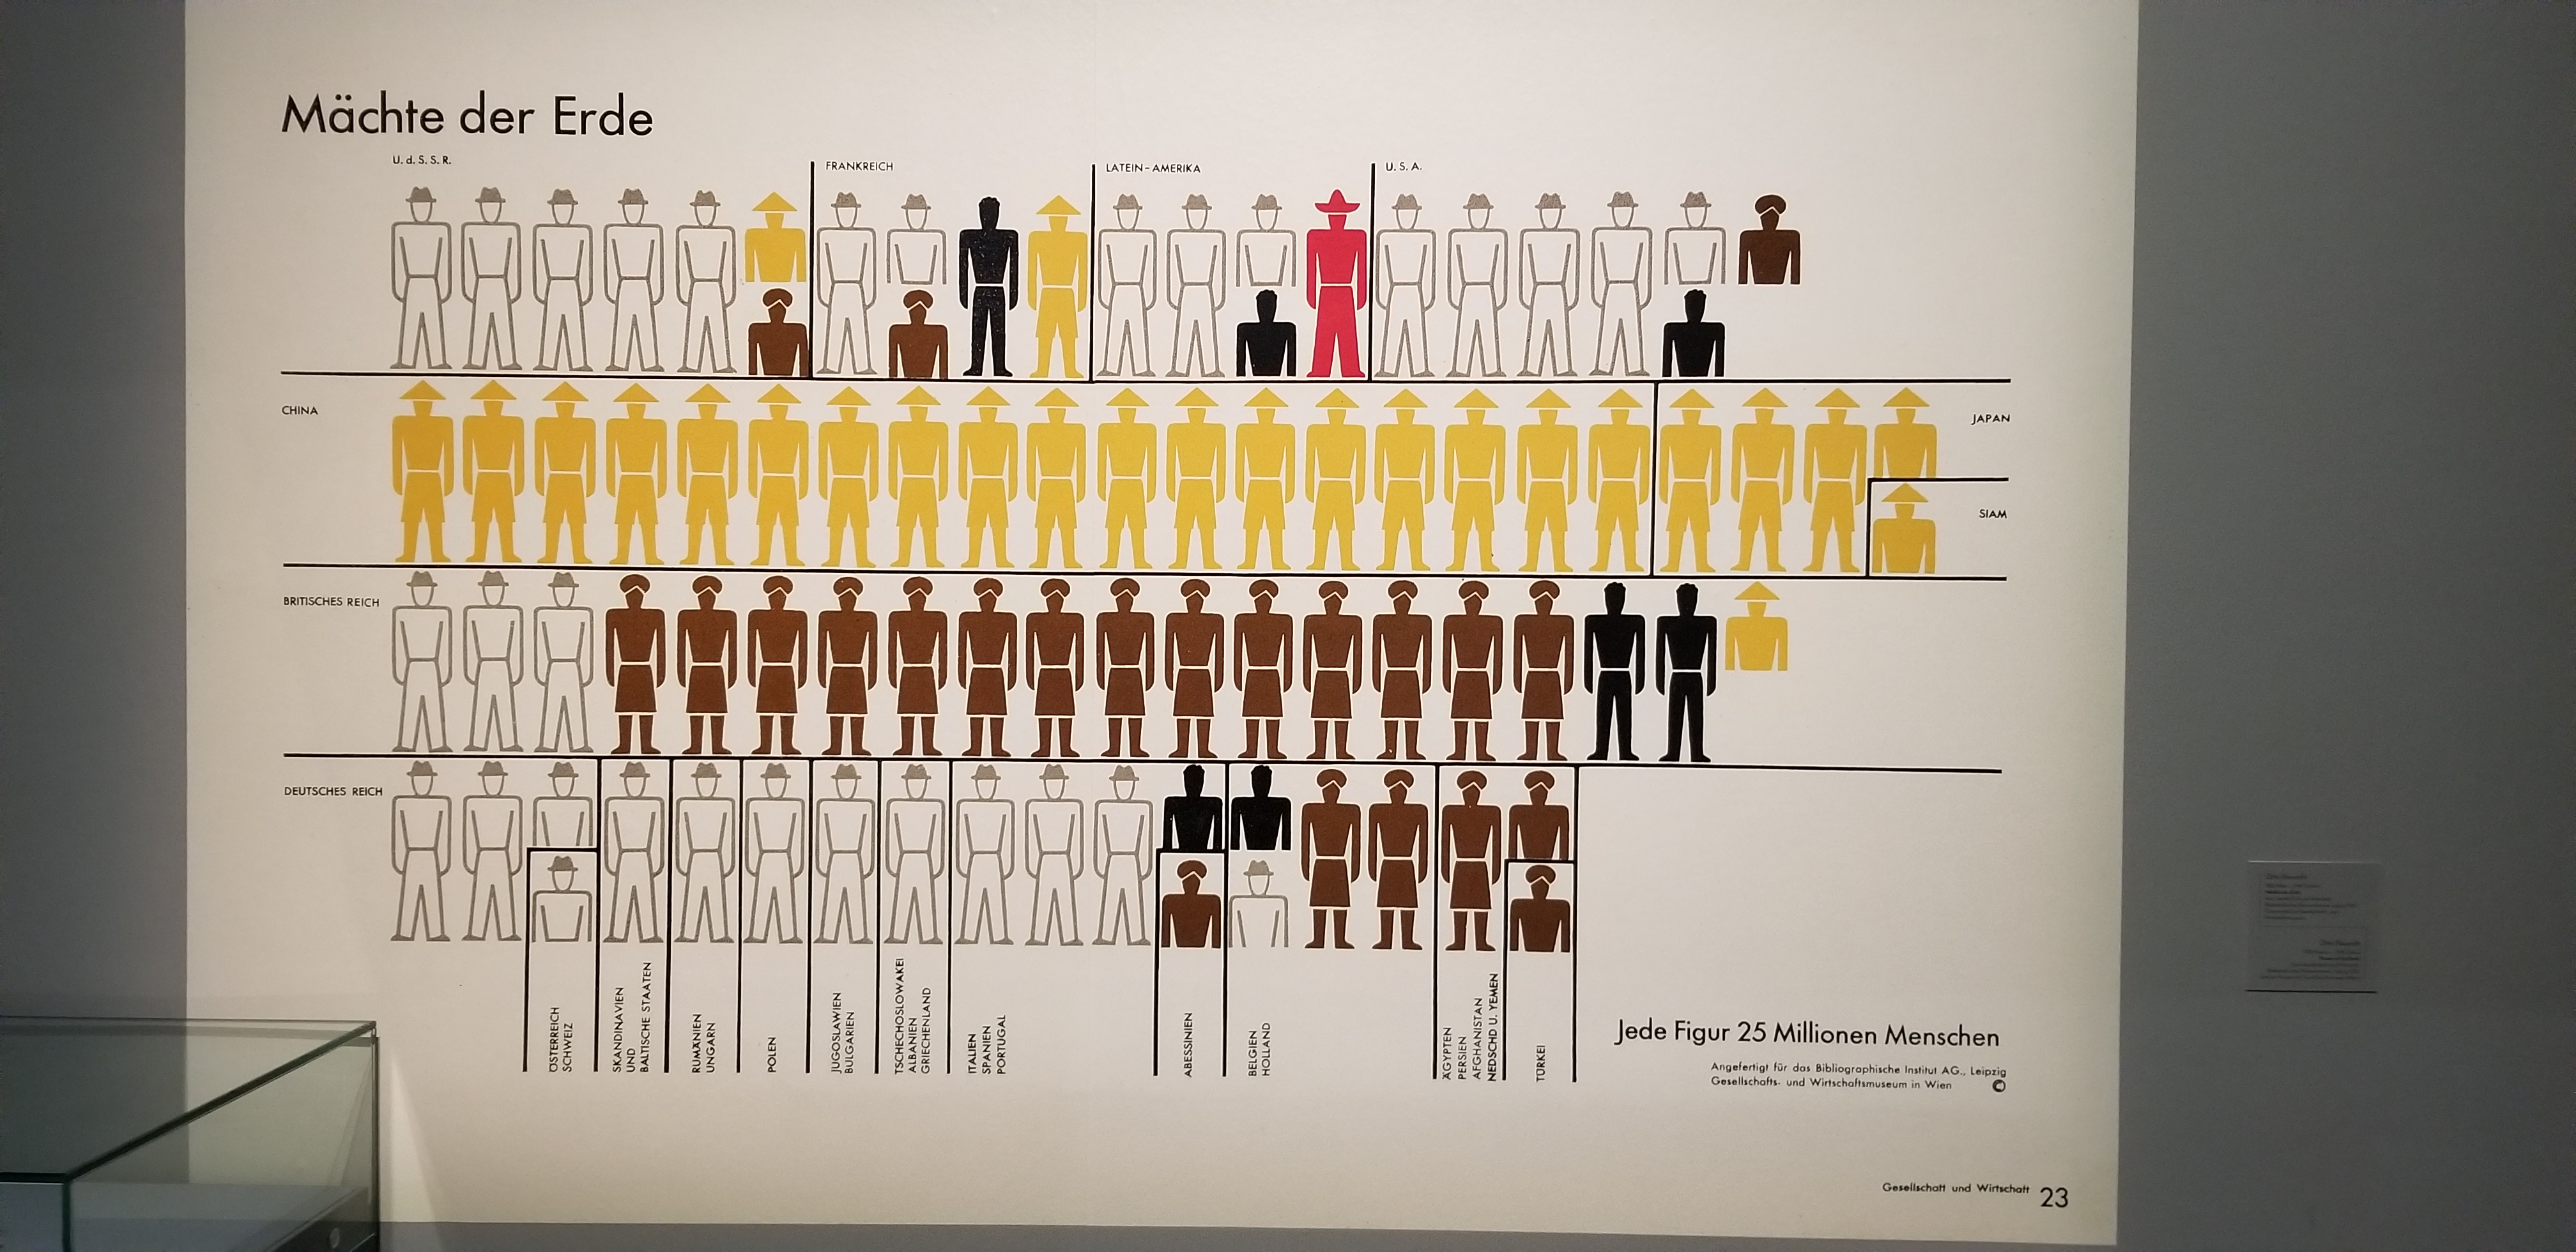 Mächte der Erde
U. d. S. S. R.
FRANKREICH
LATEIN-AMERIKA
U. S. A.
CHINA
JAPAN
SIAM
BRITISCHES REICH
DEUTSCHES REICH
ÖSTERREICH
SCHWEIZ
SKANDINAVIEN
UND
BALTISCHE STAATEN
RUMÄNIEN
UNGARN
POLEN
JUGOSLAWIEN
BULGARIEN
TSCHECHOSLOWAKEI
ALBANIEN
GRIECHENLAND
ITALIEN
SPANIEN
PORTUGAL
ABESSINIEN
BELGIEN
HOLLAND
ÄGYPTEN
PERSIEN
AFGHANISTAN
NEDSCHD U. YEMEN
TÜRKEI
Jede Figur 25 Millionen Menschen
Angefertigt für das Bibliographische Institut AG., Leipzig
Gesellschafts- und Wirtschaftsmuseum in Wien ©
Gesellschaft und Wirtschaft 23